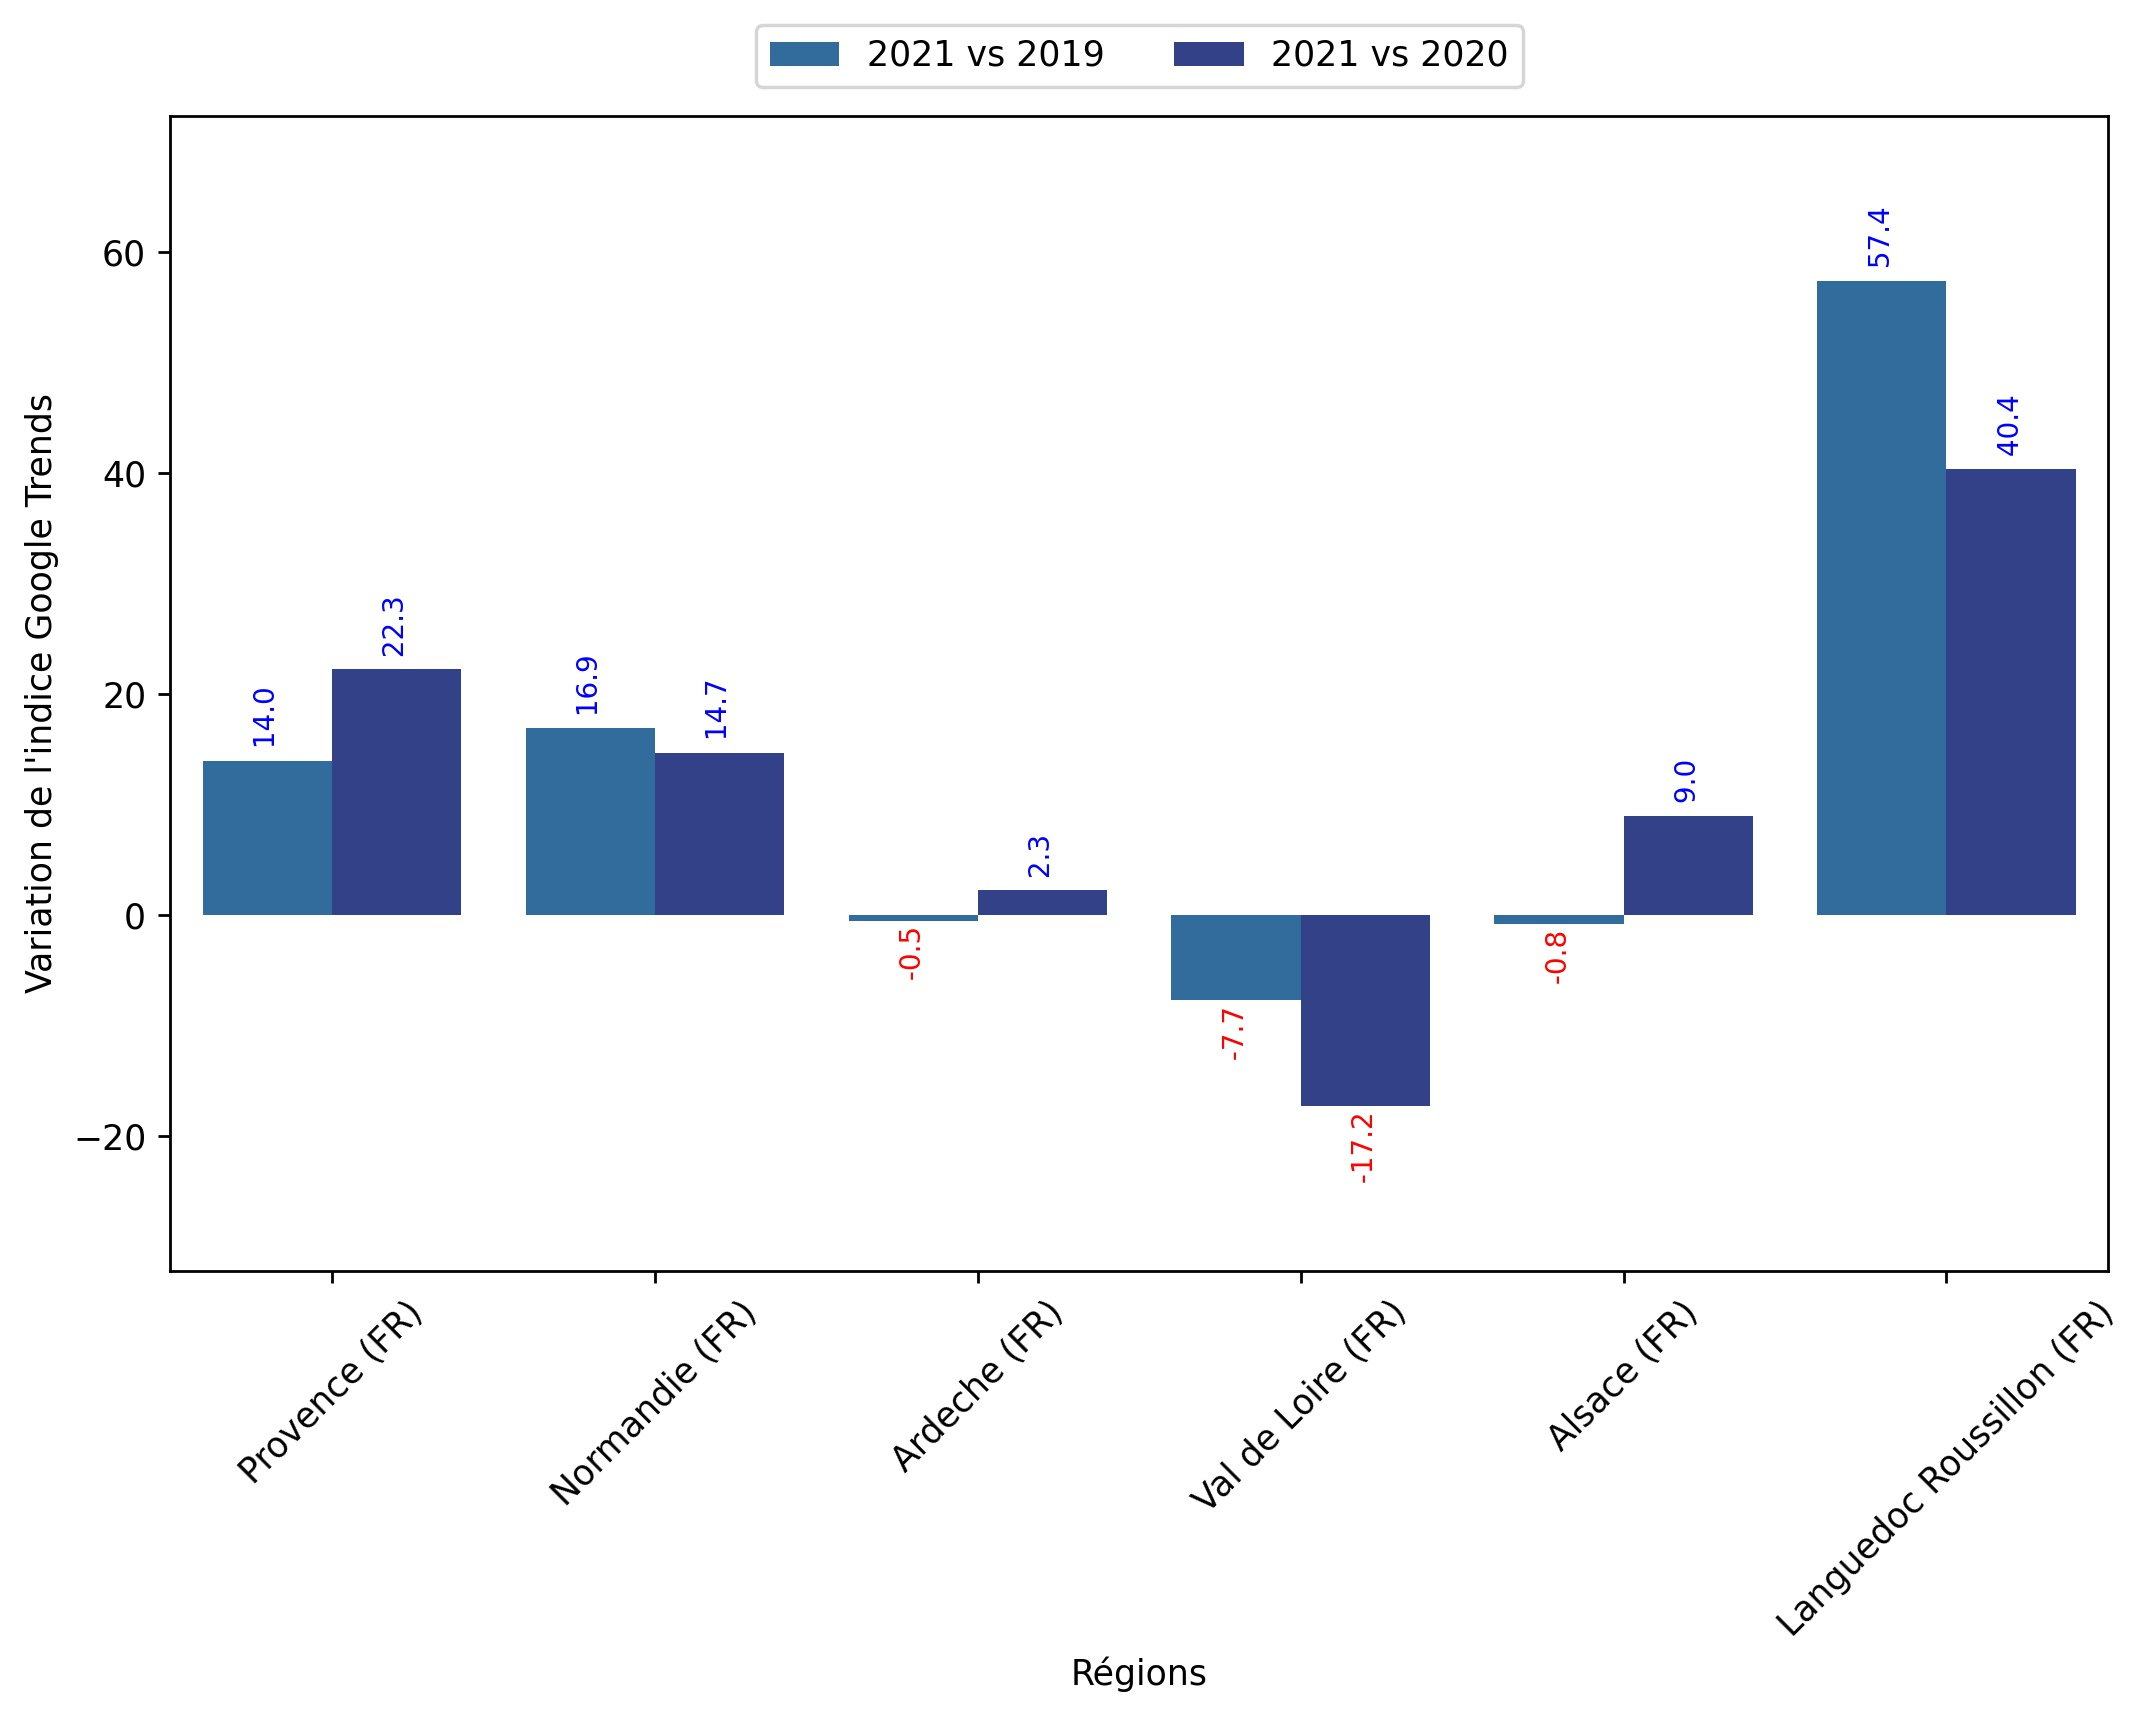 2021 vs 2019
2021 vs 2020
Variation de l'indice Google Trends
60
40
20
0
−20
14.0
22.3
16.9
14.7
-0.5
2.3
-7.7
-17.2
-0.8
9.0
57.4
40.4
Provence (FR)
Normandie (FR)
Ardeche (FR)
Val de Loire (FR)
Alsace (FR)
Languedoc Roussillon (FR)
Régions